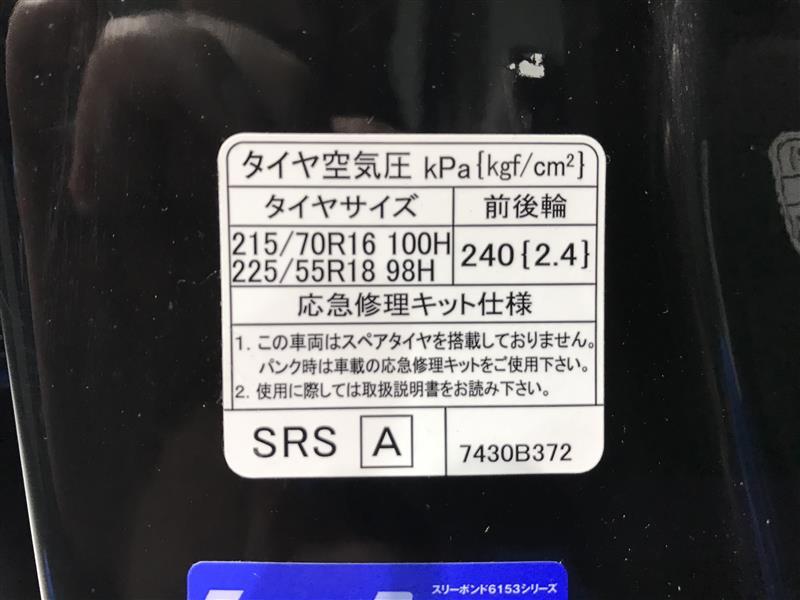 タイヤ空気圧 kPa{kgf/cm²}
タイヤサイズ 前後輪
215/70R16 100H
225/55R18 98H
240{2.4}
応急修理キット仕様
1. この車両はスペアタイヤを搭載しておりません。
パンク時は車載の応急修理キットをご使用下さい。
2. 使用に際しては取扱説明書をお読み下さい。
SRS A 7430B372
スリーボンド6153シリーズ